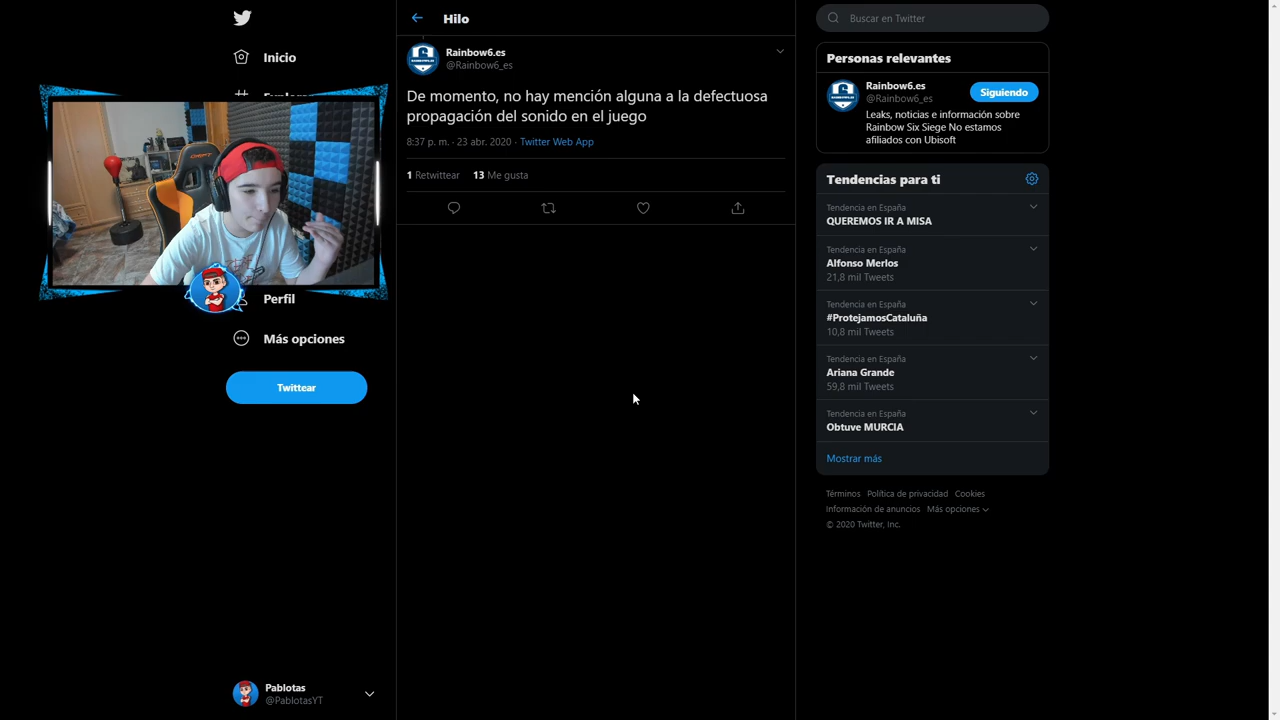 Inicio
Perfil
Más opciones
Twittear
Pablotas
@PablotasYT
Hilo
Rainbow6.es
@Rainbow6_es
De momento, no hay mención alguna a la defectuosa
propagación del sonido en el juego
8:37 p. m. · 23 abr. 2020 · Twitter Web App
1 Retwittear 13 Me gusta
Buscar en Twitter
Personas relevantes
Rainbow6.es
@Rainbow6_es
Siguiendo
Leaks, noticias e información sobre
Rainbow Six Siege No estamos
afiliados con Ubisoft
Tendencias para ti
Tendencia en España
QUEREMOS IR A MISA
Tendencia en España
Alfonso Merlos
21,8 mil Tweets
Tendencia en España
#ProtejamosCataluña
10,8 mil Tweets
Tendencia en España
Ariana Grande
59,8 mil Tweets
Tendencia en España
Obtuve MURCIA
Mostrar más
Términos Política de privacidad Cookies
Información de anuncios Más opciones
© 2020 Twitter, Inc.